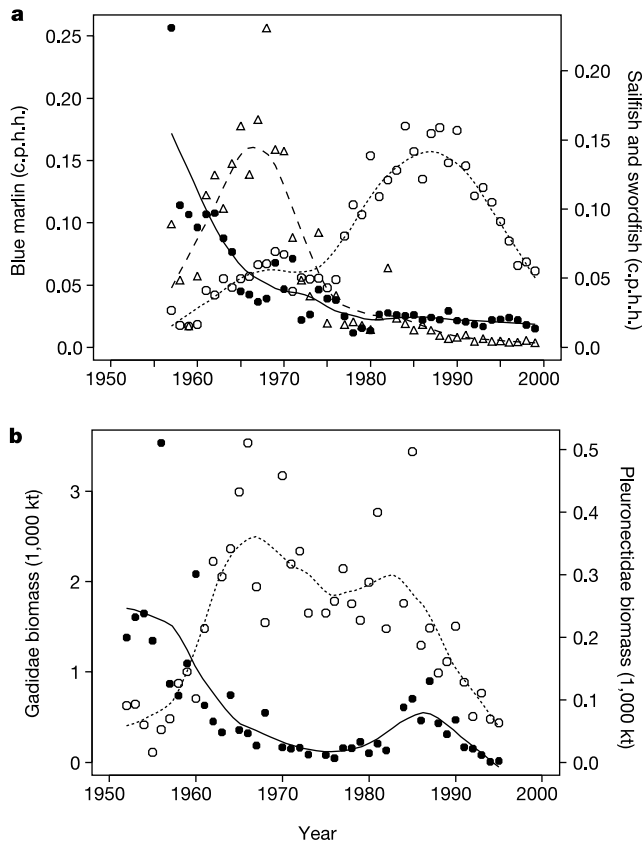 a
Blue marlin (c.p.h.h.)
0.25
0.20
0.15
0.10
0.05
0.0
Sailfish and swordfish (c.p.h.h.)
0.20
0.15
0.10
0.05
0.0
1950 1960 1970 1980 1990 2000
b
Gadidae biomass (1,000 kt)
3
2
1
0
Pleuronectidae biomass (1,000 kt)
0.5
0.4
0.3
0.2
0.1
0.0
1950 1960 1970 1980 1990 2000
Year